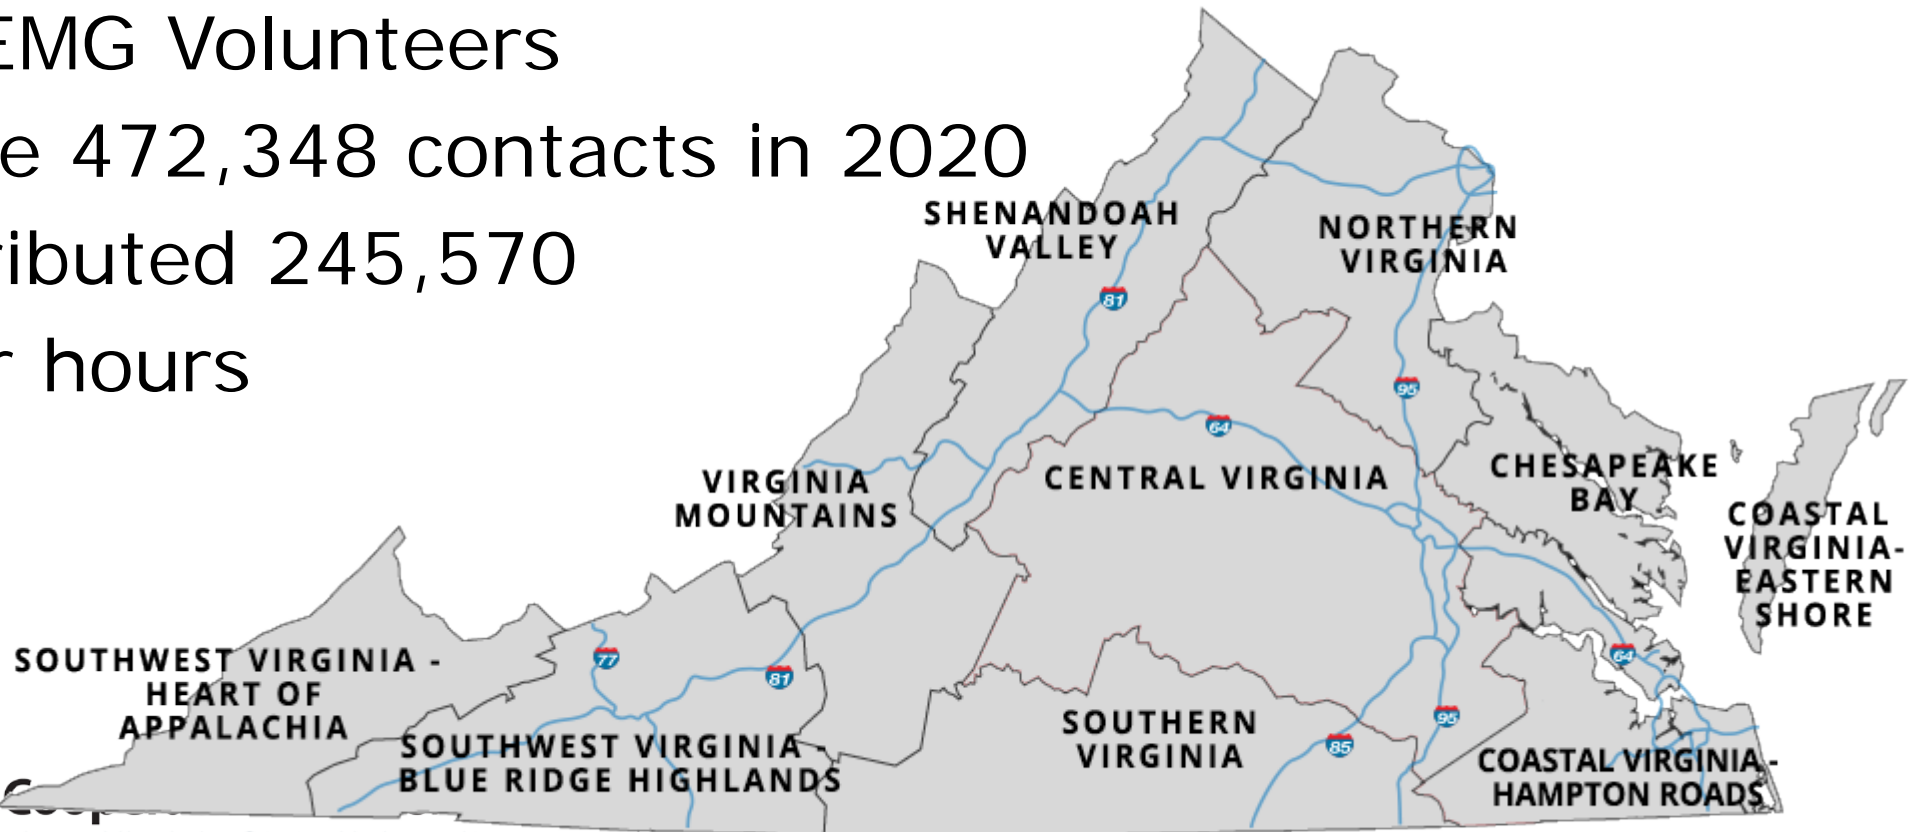 EMG Volunteers
e 472,348 contacts in 2020
ributed 245,570
r hours
SHENANDOAH
VALLEY
NORTHERN
VIRGINIA
81
95
64
VIRGINIA
MOUNTAINS
CENTRAL VIRGINIA
CHESAPEAKE
BAY
COASTAL
VIRGINIA-
EASTERN
SHORE
SOUTHWEST VIRGINIA -
HEART OF
APPALACHIA
77
81
64
SOUTHWEST VIRGINIA -
BLUE RIDGE HIGHLANDS
SOUTHERN
VIRGINIA
85
95
COASTAL VIRGINIA -
HAMPTON ROADS